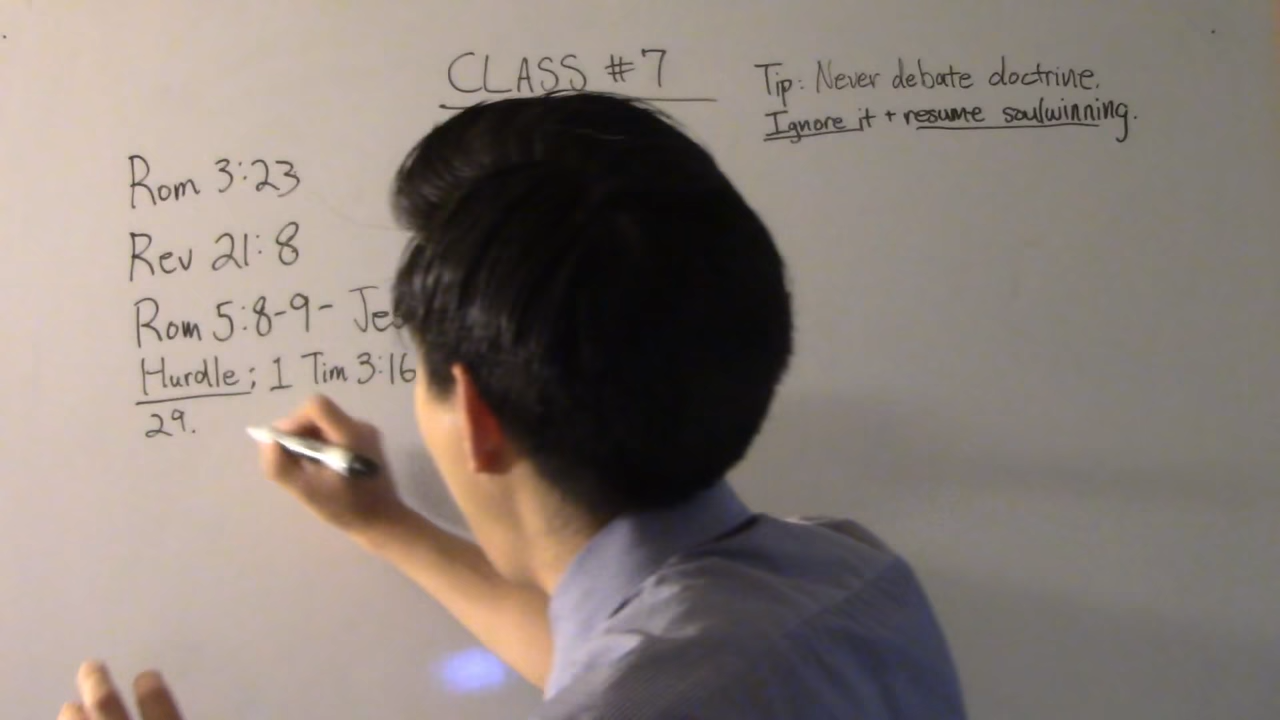 CLASS #7
Tip: Never debate doctrine.
Ignore it + resume soulwinning.
Rom 3:23
Rev 21:8
Rom 5:8-9-
Hurdle: 1 Tim 3:16
29.